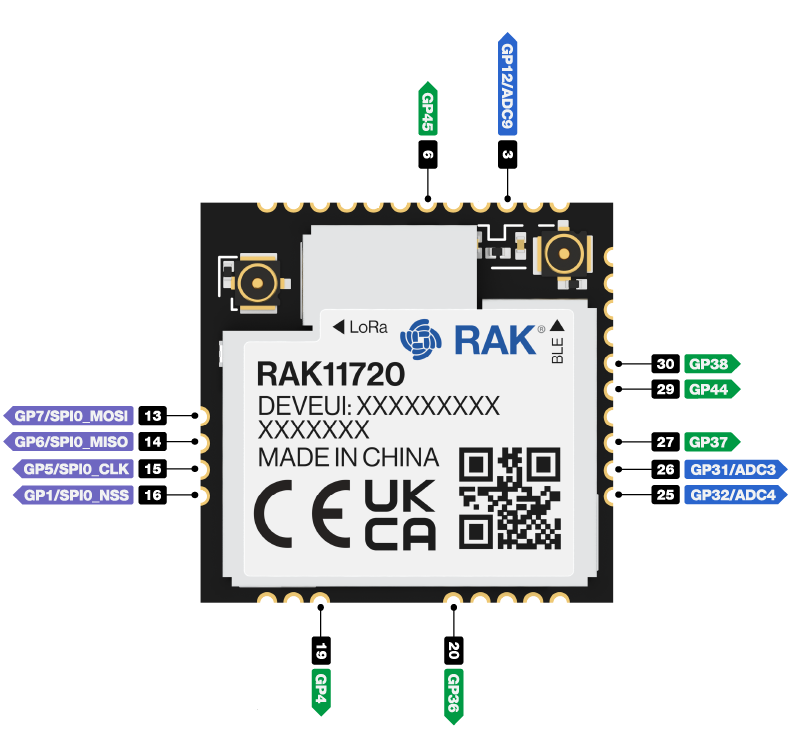 GP12/ADC9
3
GP45
6
LoRa
RAK®
BLE
RAK11720
DEVEUI: XXXXXXXXX
XXXXXXX
MADE IN CHINA
CE
UK
CA
GP7/SPI0_MOSI 13
GP6/SPI0_MISO 14
GP5/SPI0_CLK 15
GP1/SPI0_NSS 16
30 GP38
29 GP44
27 GP37
26 GP31/ADC3
25 GP32/ADC4
19
GP4
20
GP36